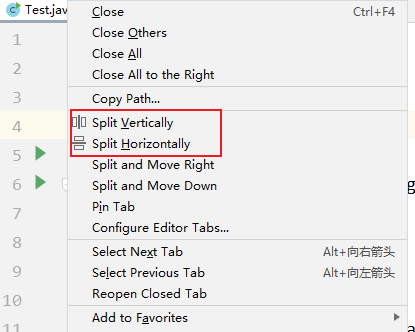 Test.jav
Close Ctrl+F4
Close Others
Close All
Close All to the Right
Copy Path...
Split Vertically
Split Horizontally
Split and Move Right
Split and Move Down
Pin Tab
Configure Editor Tabs...
Select Next Tab Alt+向右箭头
Select Previous Tab Alt+向左箭头
Reopen Closed Tab
Add to Favorites
1
2
3
4
5
6
7
8
9
10
11
g
a